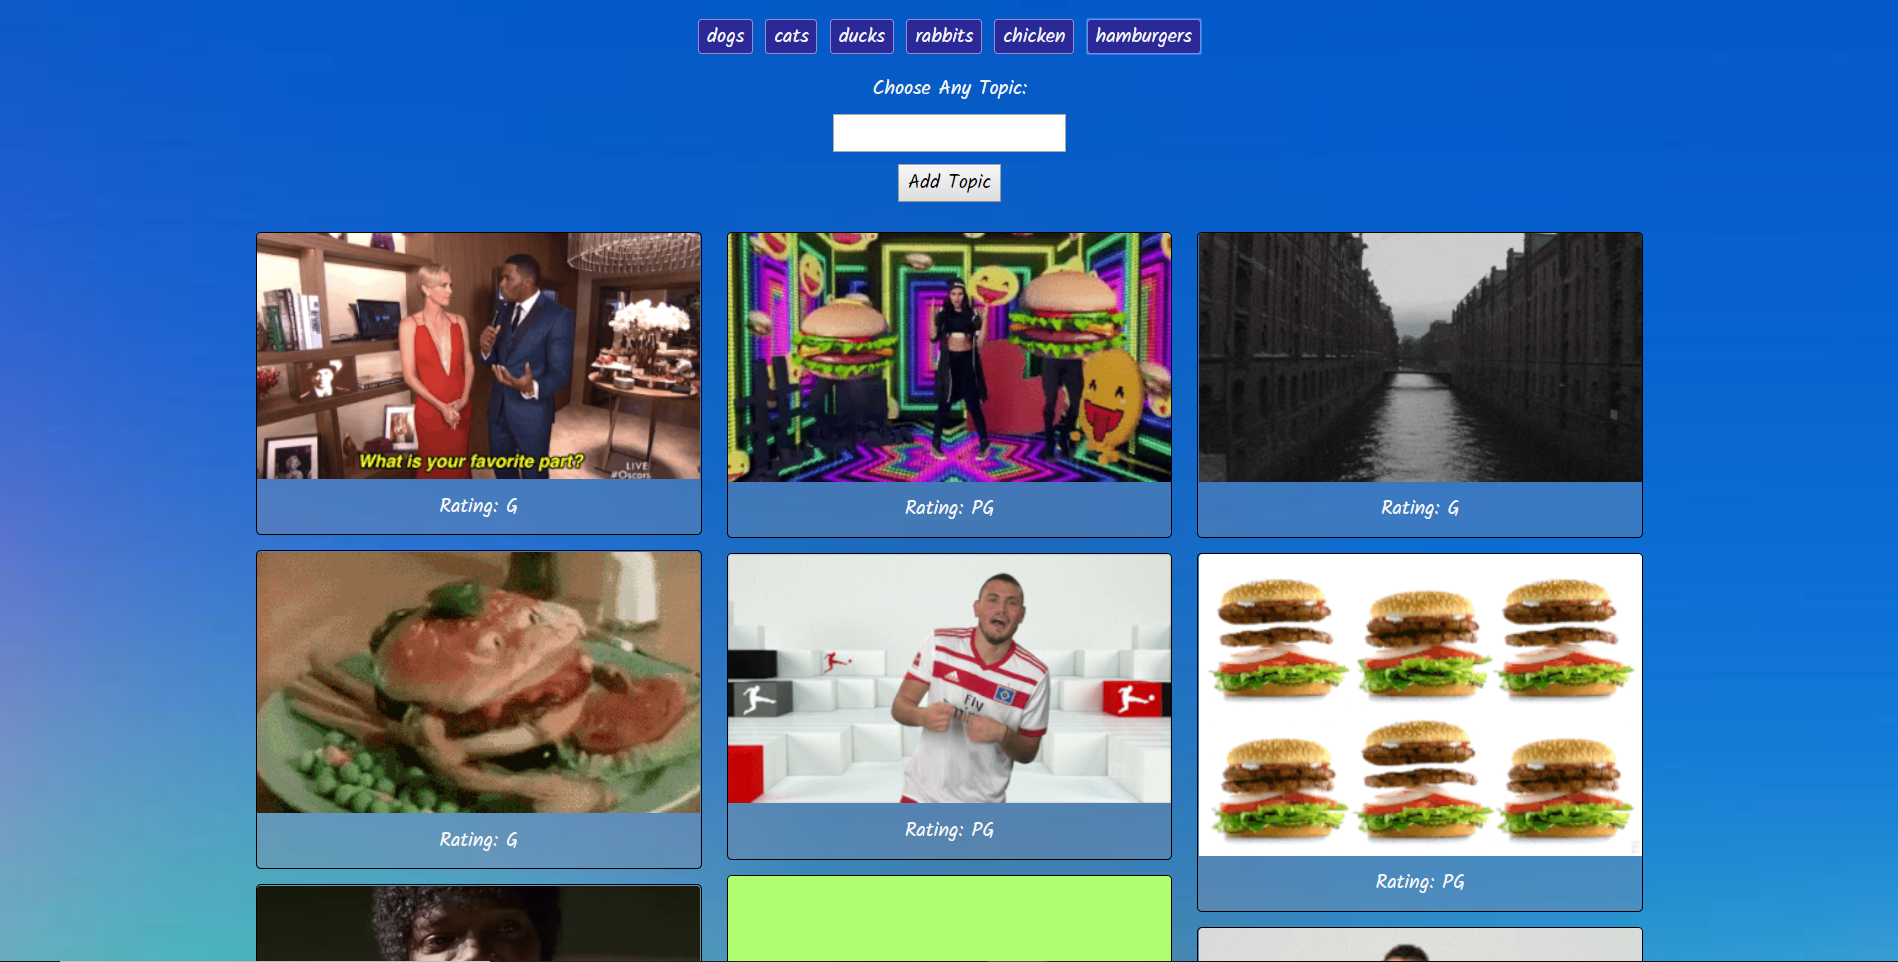 dogs cats ducks rabbits chicken hamburgers
Choose Any Topic:
Add Topic
What is your favorite part?
LIVE
#Oscars
Rating: G
Rating: PG
Rating: G
Fly
Rating: G
Rating: PG
Rating: PG